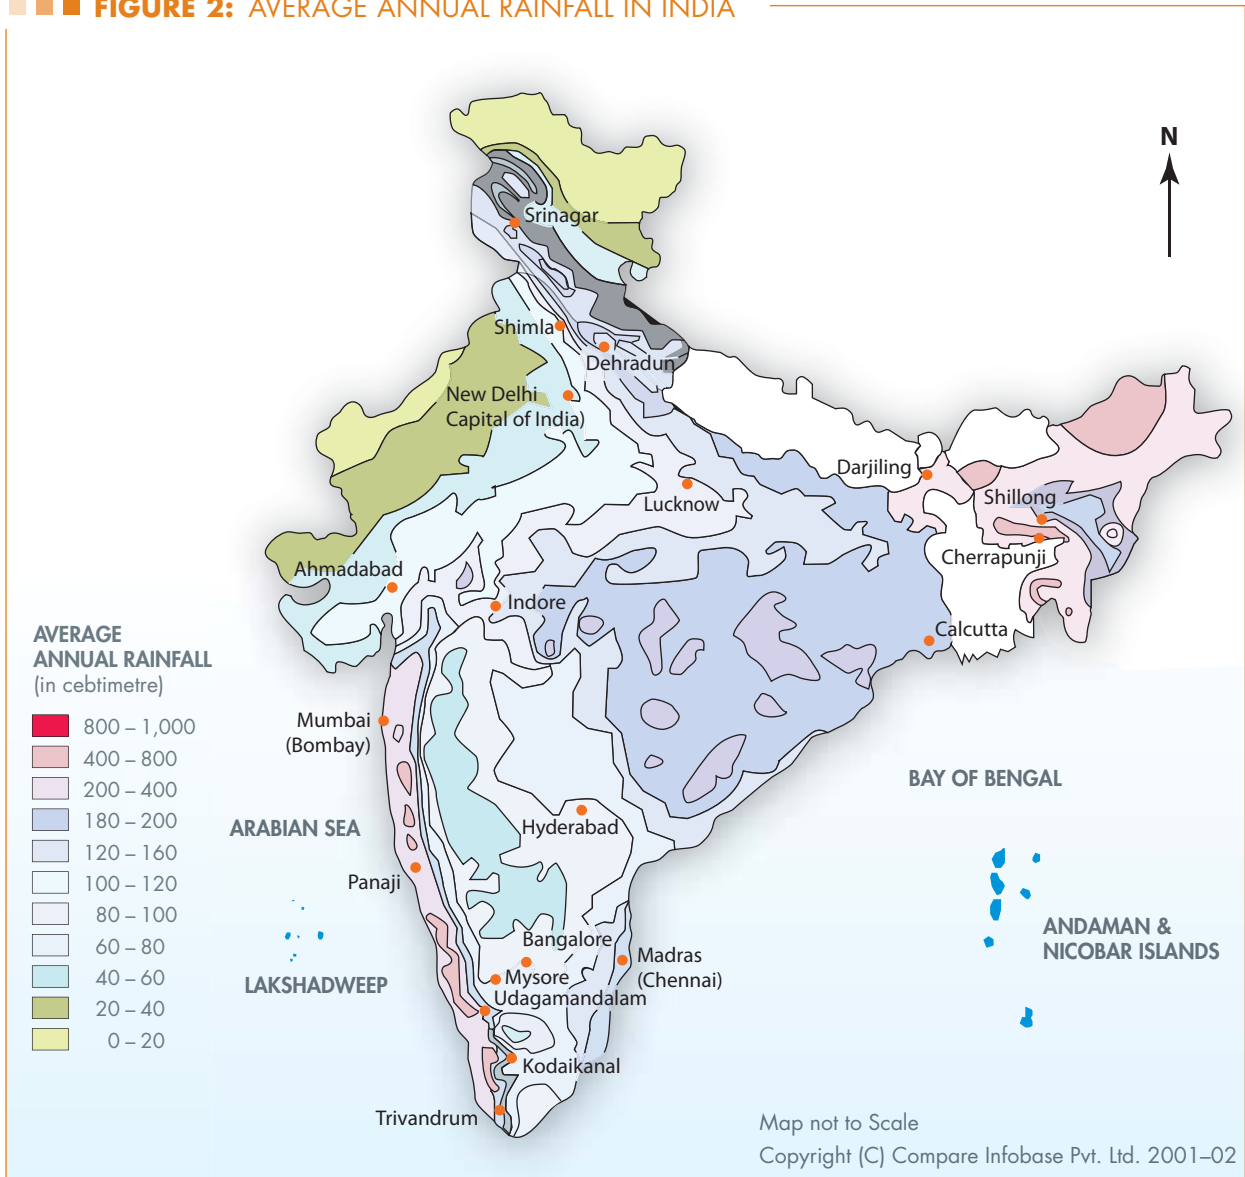 FIGURE 2: AVERAGE ANNUAL RAINFALL IN INDIA
N
Srinagar
Shimla
Dehradun
New Delhi
Capital of India)
Lucknow
Darjiling
Shillong
Cherrapunji
Ahmadabad
Indore
Calcutta
AVERAGE
ANNUAL RAINFALL
(in cebtimetre)
800 – 1,000
400 – 800
200 – 400
180 – 200
120 – 160
100 – 120
80 – 100
60 – 80
40 – 60
20 – 40
0 – 20
Mumbai
(Bombay)
ARABIAN SEA
Hyderabad
BAY OF BENGAL
Panaji
LAKSHADWEEP
Bangalore
Mysore
Udagamandalam
Madras
(Chennai)
ANDAMAN &
NICOBAR ISLANDS
Kodaikanal
Trivandrum
Map not to Scale
Copyright (C) Compare Infobase Pvt. Ltd. 2001–02